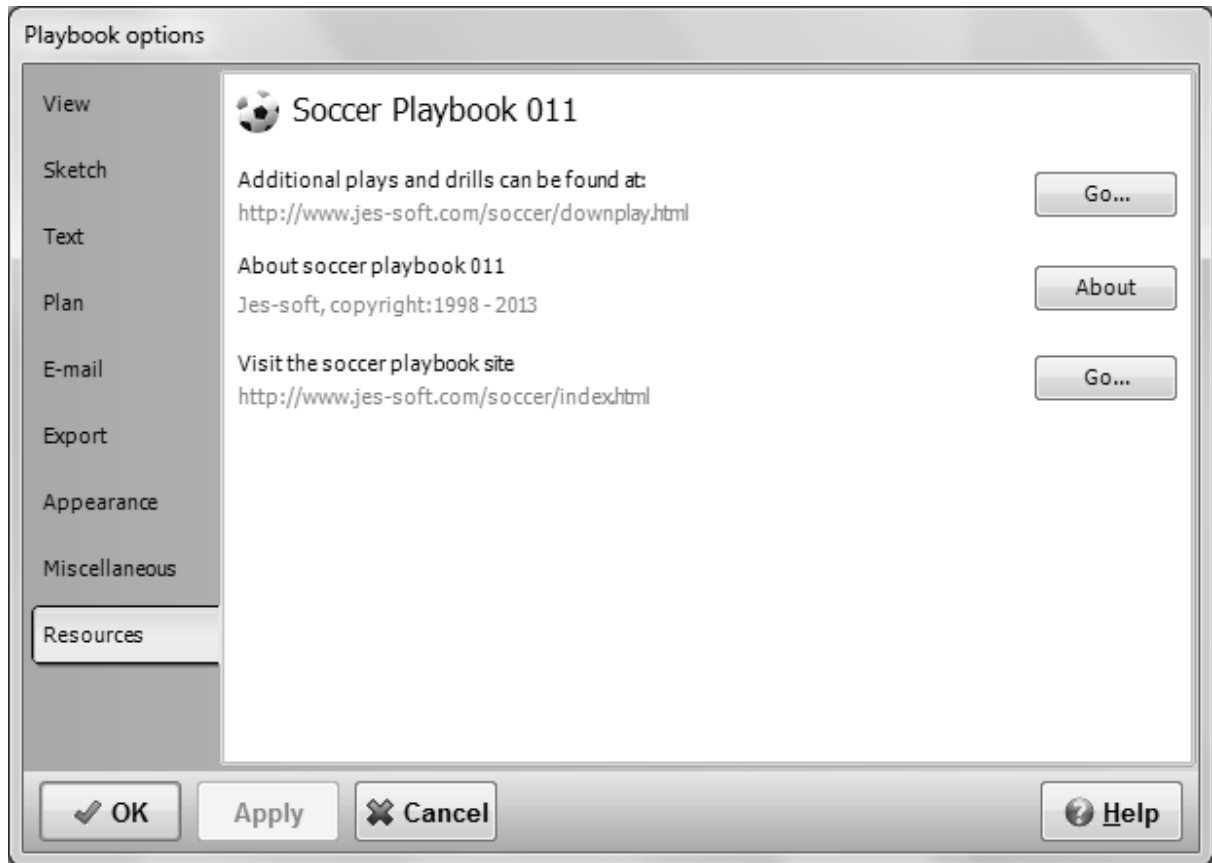 Playbook options
View
Sketch
Text
Plan
E-mail
Export
Appearance
Miscellaneous
Resources
Soccer Playbook 011
Additional plays and drills can be found at:
http://www.jes-soft.com/soccer/downplay.html
Go...
About soccer playbook 011
Jes-soft, copyright:1998 - 2013
About
Visit the soccer playbook site
http://www.jes-soft.com/soccer/index.html
Go...
OK
Apply
Cancel
Help